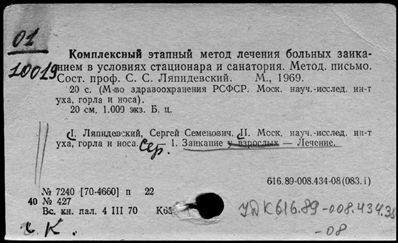 01
10019
Комплексный этапный метод лечения больных заика-
нием в условиях стационара и санатория. Метод. письмо.
Сост. проф. С. С. Ляпидевский. М., 1969.
20 с. (М-во здравоохранения РСФСР. Моск. науч.-исслед. ин-т
уха, горла и носа).
20 см. 1.000 экз. Б. ц.
I. Ляпидевский, Сергей Семенович. II. Моск. науч.-исслед. ин-т
уха, горла и носа. Сер. 1. Заикание у взрослых — Лечение.
616.89-008.434-08(083.1)
№ 7240 [70-4660] п 22
40 № 427
Вс. кн. пал. 4 III 70 К63
с К.
УДК 616.89-008.434.35
-08